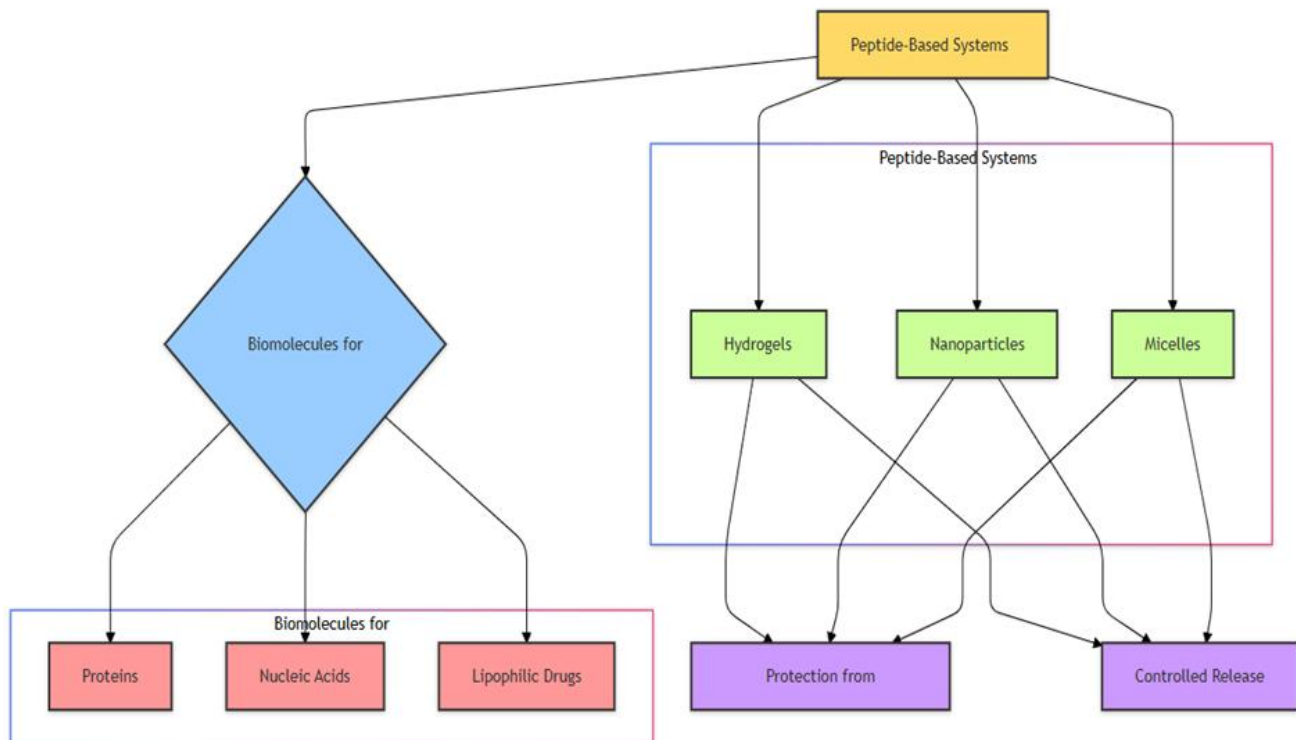 Peptide-Based Systems
Peptide-Based Systems
Biomolecules for
Hydrogels
Nanoparticles
Micelles
Biomolecules for
Proteins
Nucleic Acids
Lipophilic Drugs
Protection from
Controlled Release